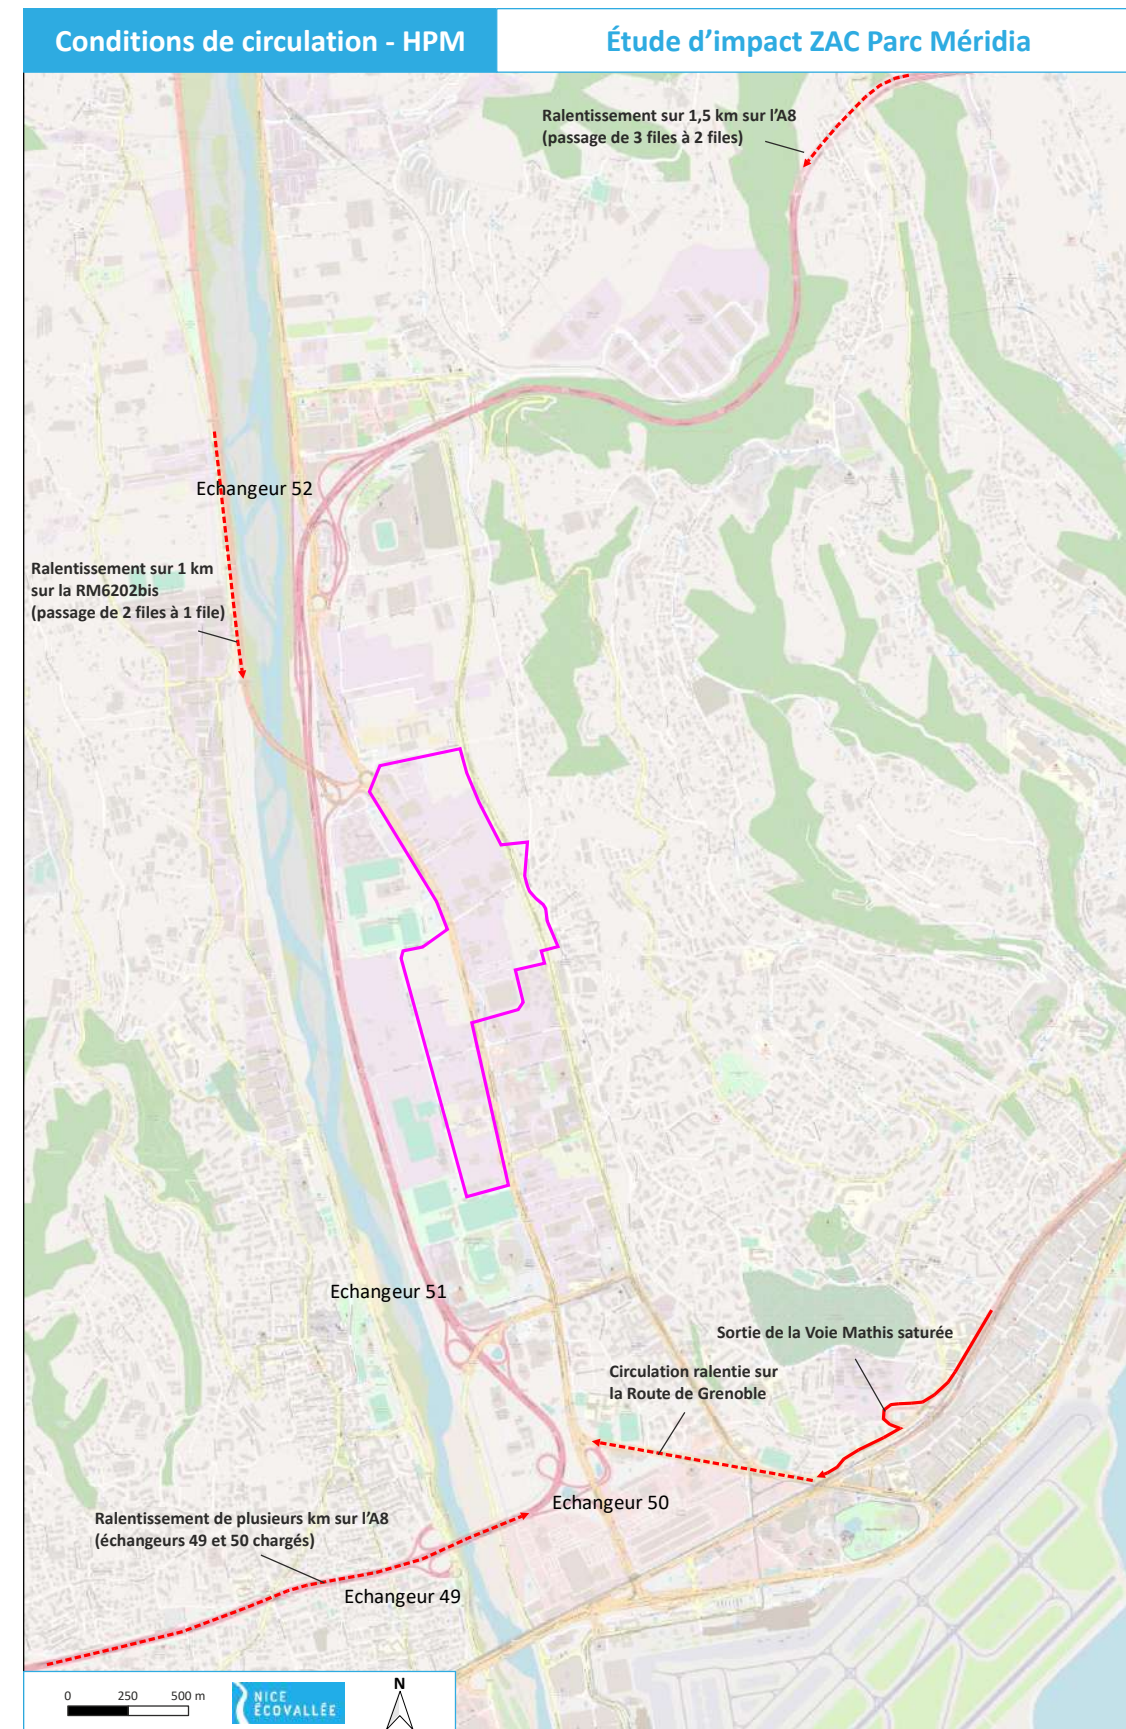 Conditions de circulation - HPM
Étude d'impact ZAC Parc Méridia
Ralentissement sur 1,5 km sur l'A8
(passage de 3 files à 2 files)
Echangeur 52
Ralentissement sur 1 km
sur la RM6202bis
(passage de 2 files à 1 file)
Echangeur 51
Sortie de la Voie Mathis saturée
Circulation ralentie sur
la Route de Grenoble
Echangeur 50
Ralentissement de plusieurs km sur l'A8
(échangeurs 49 et 50 chargés)
Echangeur 49
0 250 500 m
NICE
ÉCOVALLÉE
N